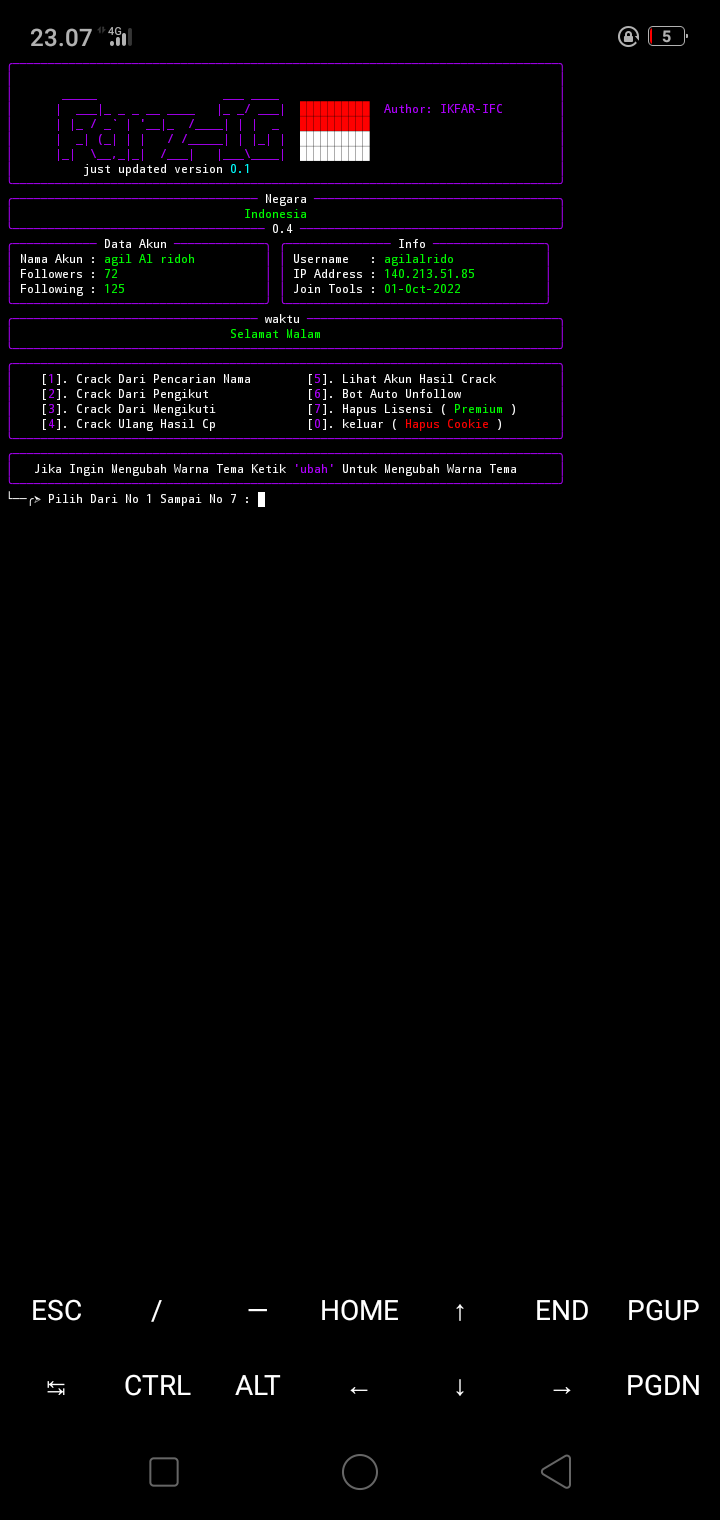 23.07 4G 5
Author: IKFAR-IFC
just updated version 0.1
Negara
Indonesia
0.4
Data Akun
Nama Akun : agil Al ridoh
Followers : 72
Following : 125
Info
Username : agilalrido
IP Address : 140.213.51.85
Join Tools : 01-Oct-2022
waktu
Selamat Malam
[1]. Crack Dari Pencarian Nama
[2]. Crack Dari Pengikut
[3]. Crack Dari Mengikuti
[4]. Crack Ulang Hasil Cp
[5]. Lihat Akun Hasil Crack
[6]. Bot Auto Unfollow
[7]. Hapus Lisensi ( Premium )
[0]. keluar ( Hapus Cookie )
Jika Ingin Mengubah Warna Tema Ketik 'ubah' Untuk Mengubah Warna Tema
Pilih Dari No 1 Sampai No 7 :
ESC / — HOME ↑ END PGUP
↹ CTRL ALT ← ↓ → PGDN